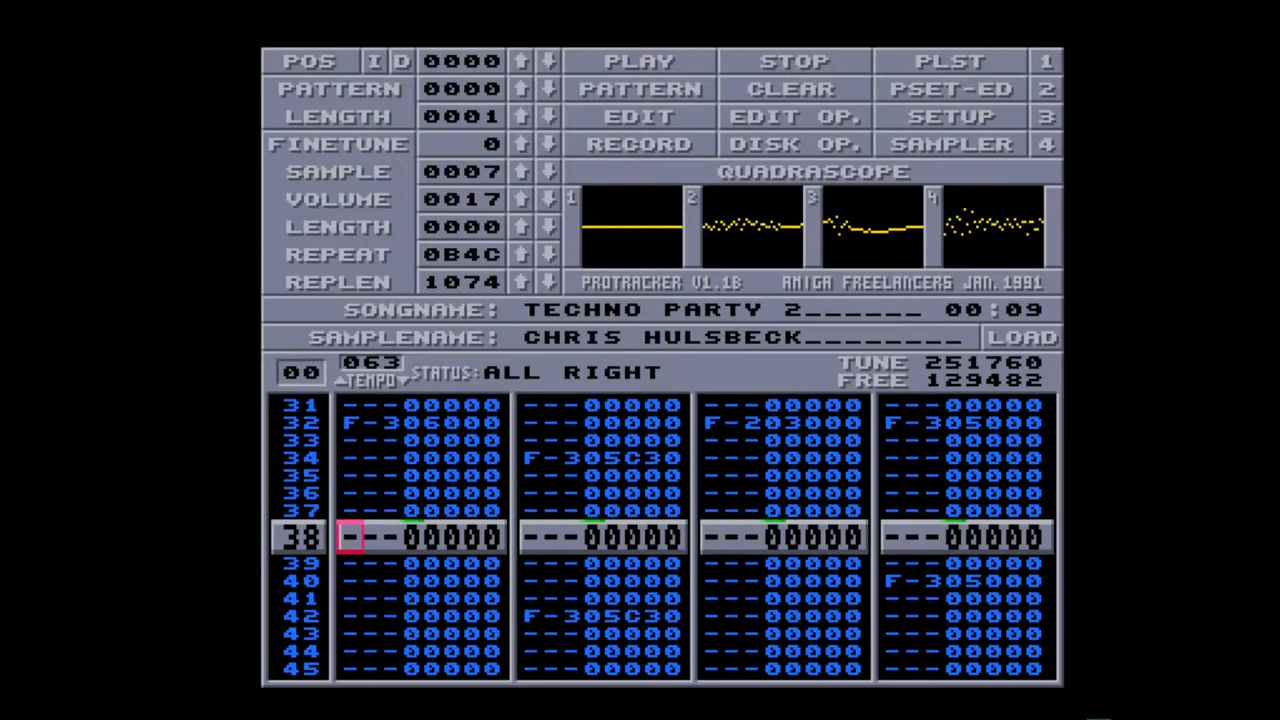 POS I D 0000 PLAY STOP PLST 1
PATTERN 0000 PATTERN CLEAR PSET-ED 2
LENGTH 0001 EDIT EDIT OP. SETUP 3
FINETUNE 0 RECORD DISK OP. SAMPLER 4
SAMPLE 0007 QUADRASCOPE
VOLUME 0017 1 2 3 4
LENGTH 0000
REPEAT 0B4C
REPLEN 1074 PROTRACKER V1.1B AMIGA FREELANCERS JAN.1991
SONGNAME: TECHNO PARTY 2______ 00:09
SAMPLENAME: CHRIS HULSBECK________ LOAD
00 063 TEMPO STATUS:ALL RIGHT TUNE 251760
FREE 129482
31 ---00000 ---00000 ---00000 ---00000
32 F-306000 ---00000 F-203000 F-305000
33 ---00000 ---00000 ---00000 ---00000
34 ---00000 F-305C30 ---00000 ---00000
35 ---00000 ---00000 ---00000 ---00000
36 ---00000 ---00000 ---00000 ---00000
37 ---00000 ---00000 ---00000 ---00000
38 ---00000 ---00000 ---00000 ---00000
39 ---00000 ---00000 ---00000 ---00000
40 ---00000 ---00000 ---00000 F-305000
41 ---00000 ---00000 ---00000 ---00000
42 ---00000 F-305C30 ---00000 ---00000
43 ---00000 ---00000 ---00000 ---00000
44 ---00000 ---00000 ---00000 ---00000
45 ---00000 ---00000 ---00000 ---00000